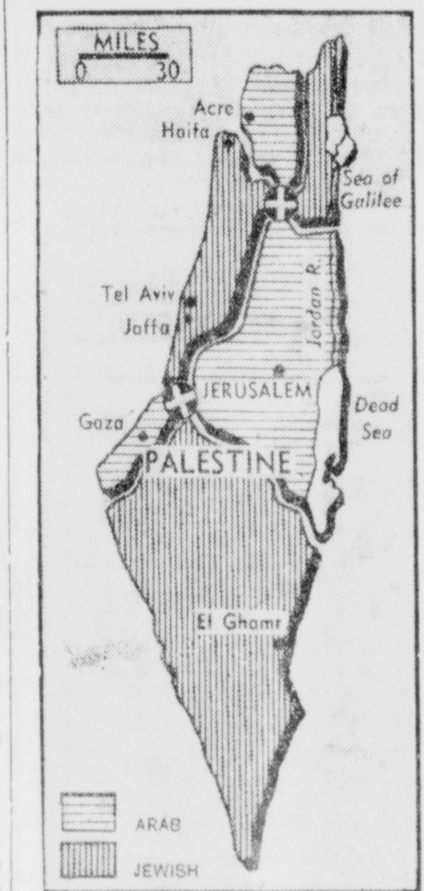 MILES
0 30
Acre
Haifa
Sea of
Galilee
Jordan R.
Tel Aviv
Jaffa
JERUSALEM
Dead
Sea
Gaza
PALESTINE
El Ghamr
ARAB
JEWISH